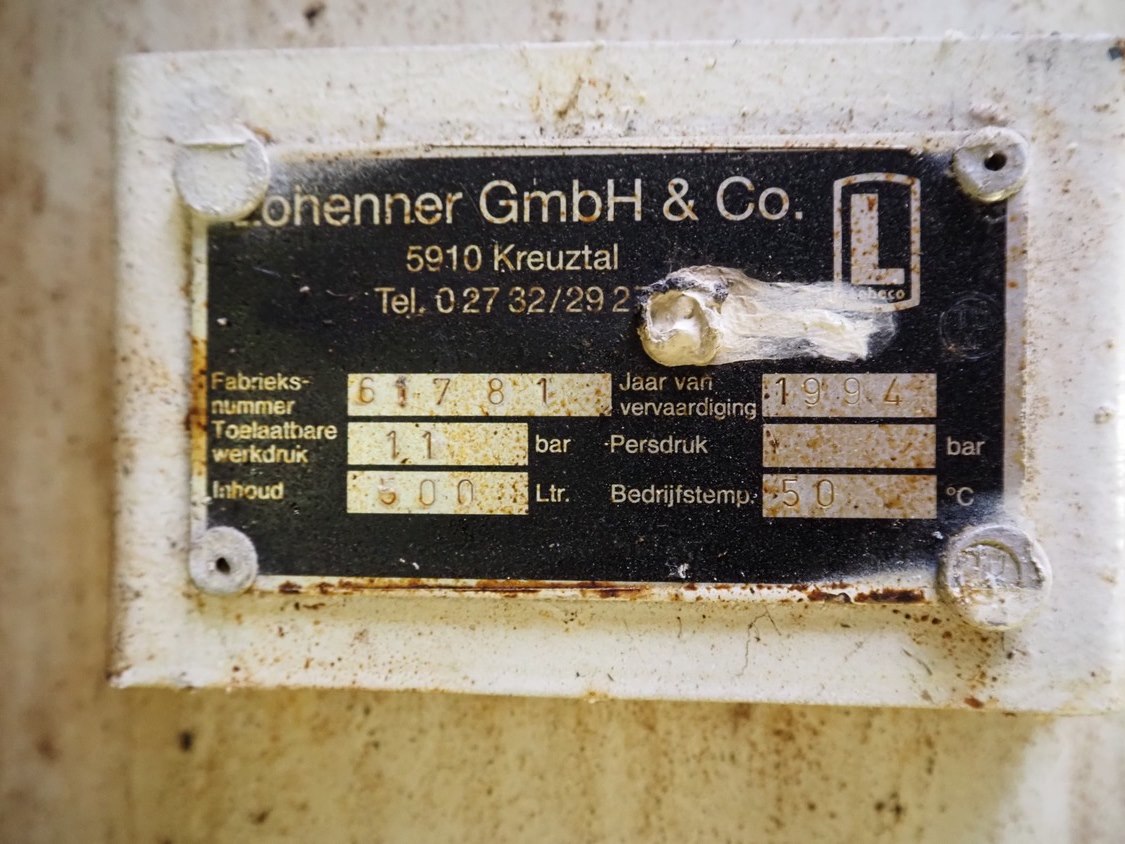 Lohenner GmbH & Co.
5910 Kreuztal
Tel. 0 27 32/29 2
L
Fabrieks-
nummer 61781
Jaar van
vervaardiging 1994
Toelaatbare
werkdruk 11 bar
Persdruk bar
Inhoud 500 Ltr.
Bedrijfstemp. 50 °C